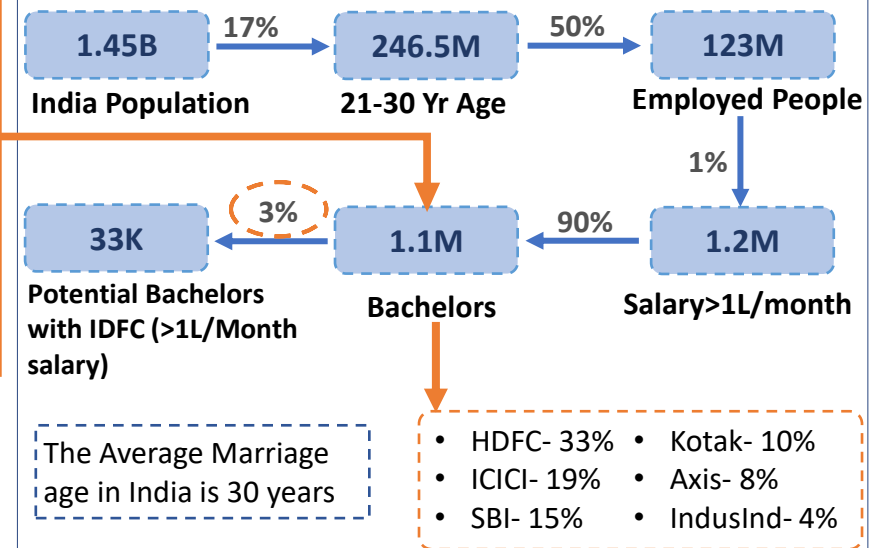 1.45B
17%
246.5M
50%
123M
India Population
21-30 Yr Age
Employed People
1%
33K
3%
1.1M
90%
1.2M
Potential Bachelors
with IDFC (>1L/Month
salary)
Bachelors
Salary>1L/month
The Average Marriage
age in India is 30 years
• HDFC- 33%
• ICICI- 19%
• SBI- 15%
• Kotak- 10%
• Axis- 8%
• IndusInd- 4%